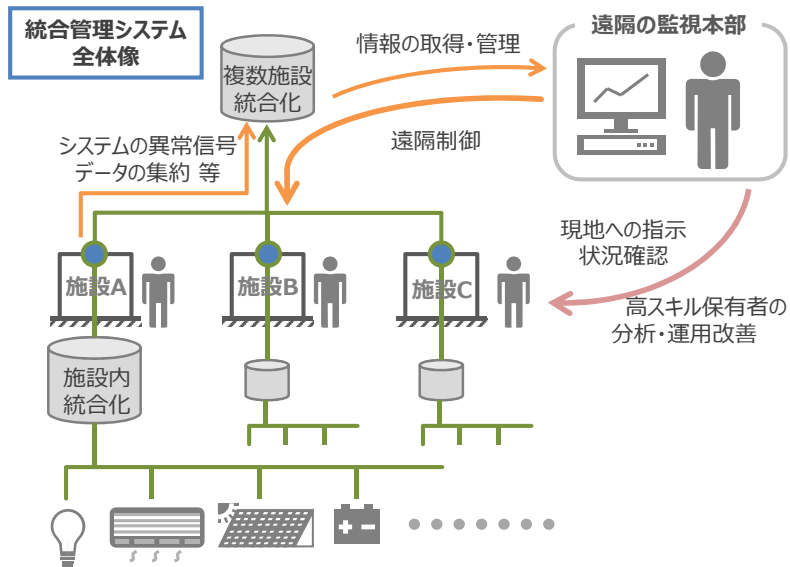 統合管理システム
全体像
複数施設
統合化
情報の取得・管理
遠隔の監視本部
遠隔制御
システムの異常信号
データの集約 等
現地への指示
状況確認
高スキル保有者の
分析・運用改善
施設A
施設B
施設C
施設内
統合化